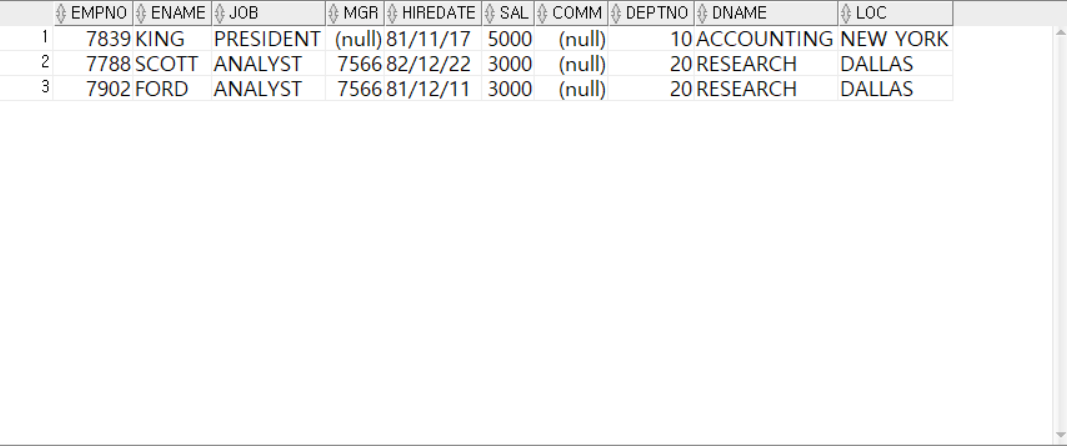 EMPNO ENAME JOB MGR HIREDATE SAL COMM DEPTNO DNAME LOC
1 7839 KING PRESIDENT (null) 81/11/17 5000 (null) 10 ACCOUNTING NEW YORK
2 7788 SCOTT ANALYST 7566 82/12/22 3000 (null) 20 RESEARCH DALLAS
3 7902 FORD ANALYST 7566 81/12/11 3000 (null) 20 RESEARCH DALLAS